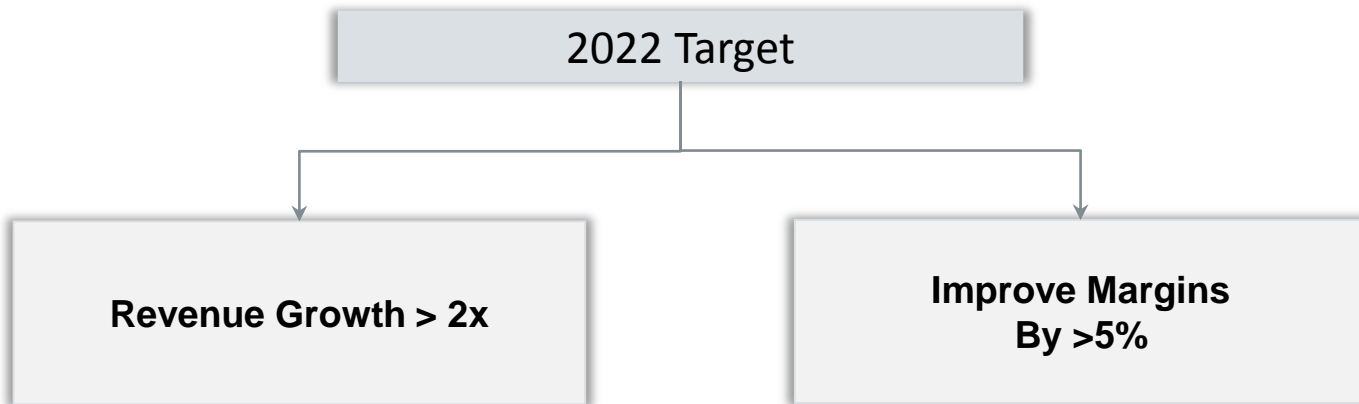 2022 Target
Revenue Growth > 2x
Improve Margins
By >5%